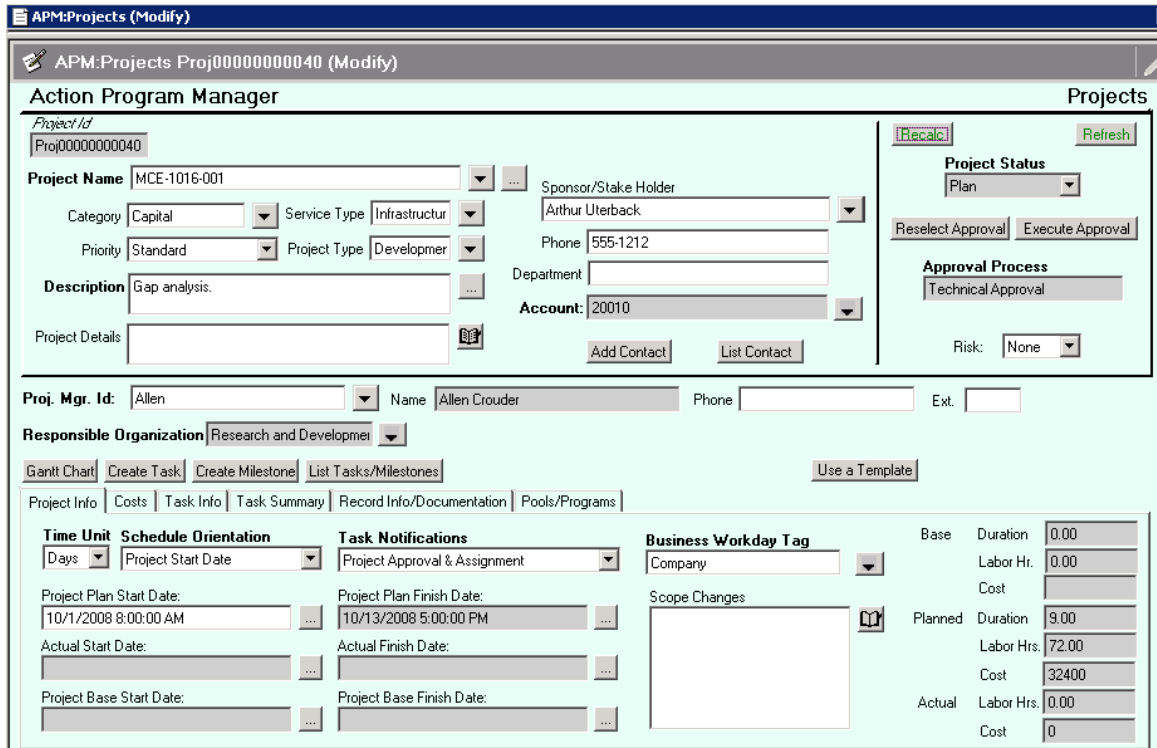 APM:Projects (Modify)
APM:Projects Proj00000000040 (Modify)
Action Program Manager Projects
Project Id
Proj00000000040
Recalc Refresh
Project Status
Plan
Project Name MCE-1016-001 ...
Sponsor/Stake Holder
Arthur Uterback
Category Capital Service Type Infrastructur
Reselect Approval Execute Approval
Priority Standard Project Type Developmer
Phone 555-1212
Department
Approval Process
Technical Approval
Description Gap analysis. ...
Account: 20010
Project Details
Add Contact List Contact
Risk: None
Proj. Mgr. Id: Allen Name Allen Crouder Phone Ext.
Responsible Organization Research and Developmei
Gantt Chart Create Task Create Milestone List Tasks/Milestones Use a Template
Project Info Costs Task Info Task Summary Record Info/Documentation Pools/Programs
Time Unit Schedule Orientation Task Notifications Business Workday Tag
Days Project Start Date Project Approval & Assignment Company
Base Duration 0.00
Labor Hr. 0.00
Cost
Project Plan Start Date: Project Plan Finish Date: Scope Changes
10/1/2008 8:00:00 AM ... 10/13/2008 5:00:00 PM ...
Planned Duration 9.00
Actual Start Date: Actual Finish Date:
... ...
Labor Hrs. 72.00
Cost 32400
Project Base Start Date: Project Base Finish Date:
... ...
Actual Labor Hrs. 0.00
Cost 0